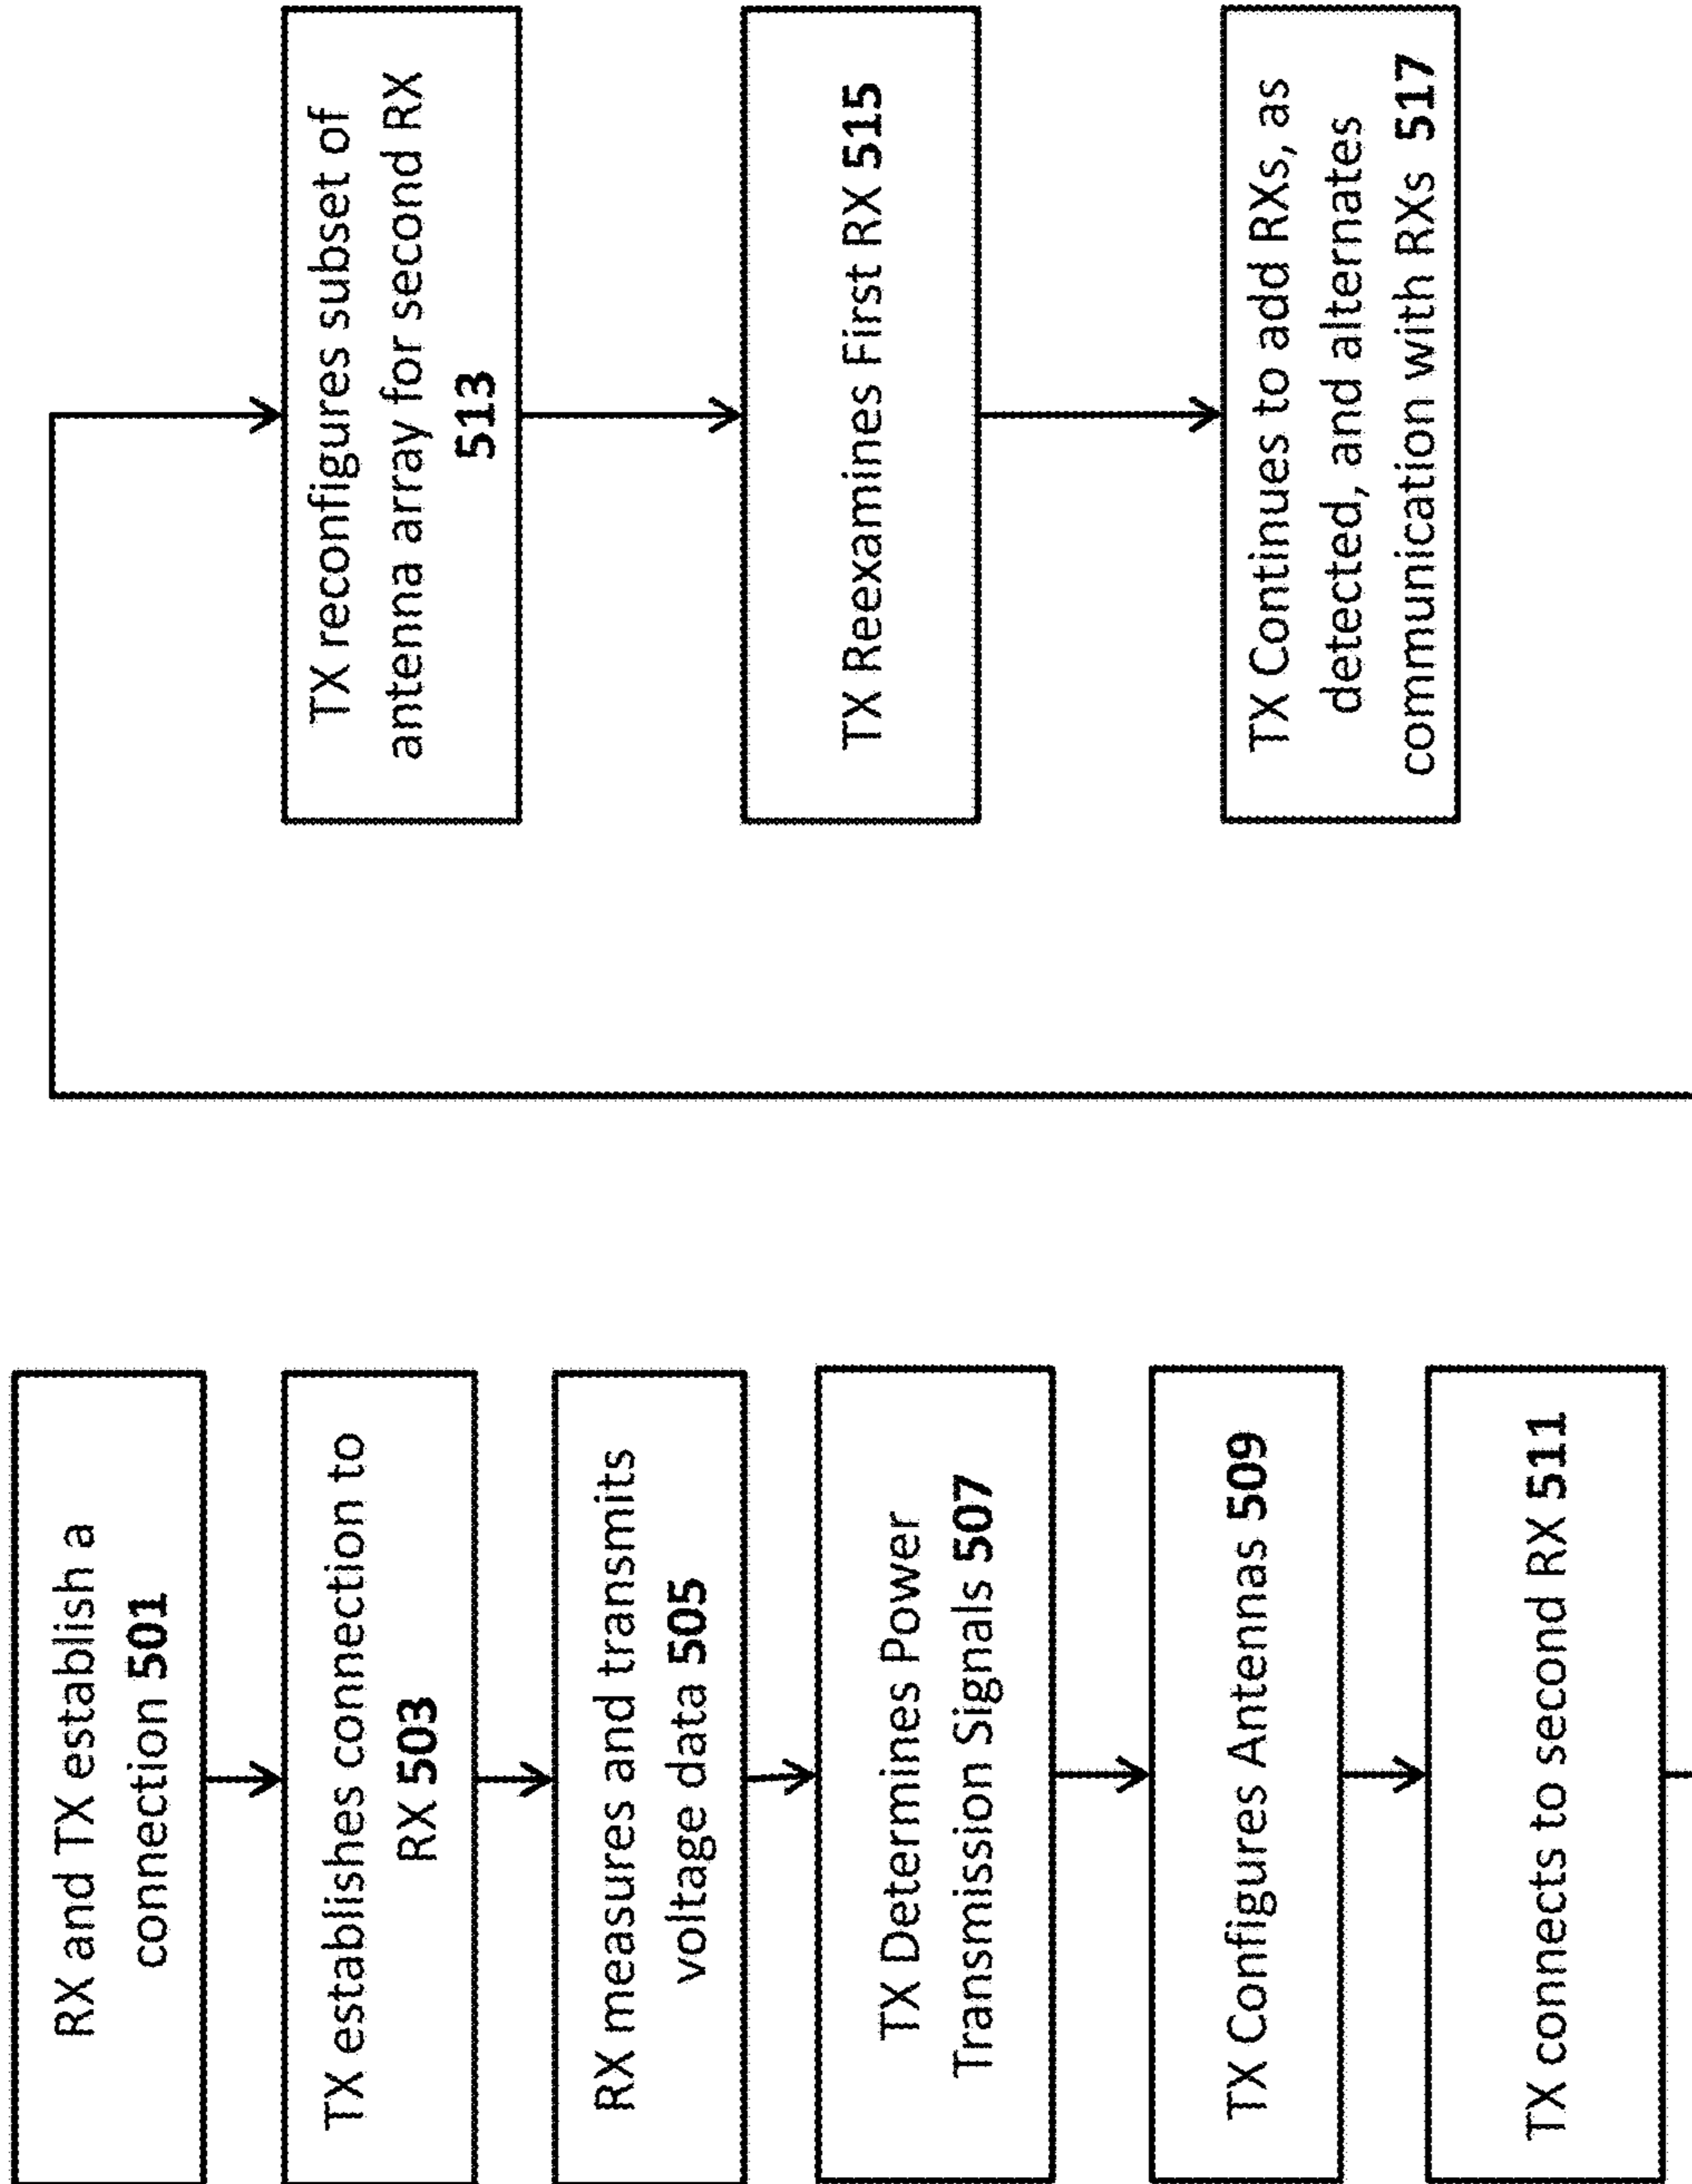 RX and TX establish a
connection 501
TX establishes connection to
RX 503
RX measures and transmits
voltage data 505
TX Determines Power
Transmission Signals 507
TX Configures Antennas 509
TX connects to second RX 511
TX reconfigures subset of
antenna array for second RX
513
TX Reexamines First RX 515
TX Continues to add RXs, as
detected, and alternates
communication with RXs 517